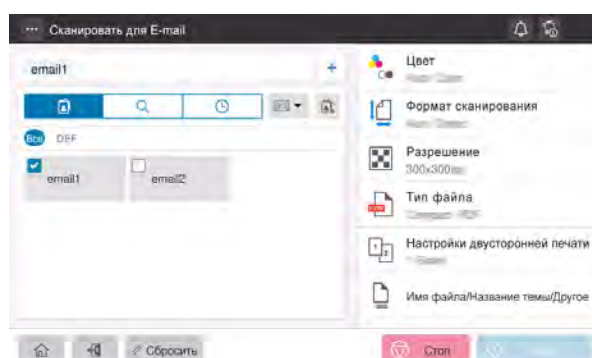 ··· Сканировать для E-mail
email1 +
Все DEF
email1
email2
Цвет
Формат сканирования
Разрешение
300x300
Тип файла
Настройки двусторонней печати
Имя файла/Название темы/Другое
Сбросить
Стоп